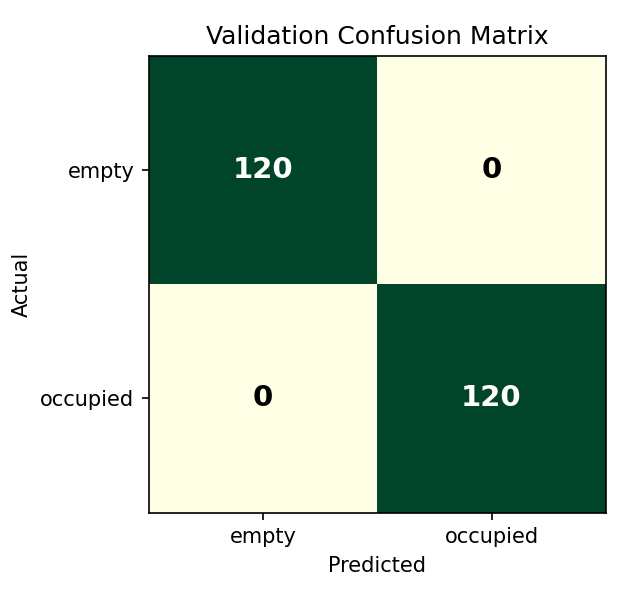 Validation Confusion Matrix
Actual
empty
120
0
occupied
0
120
empty
occupied
Predicted